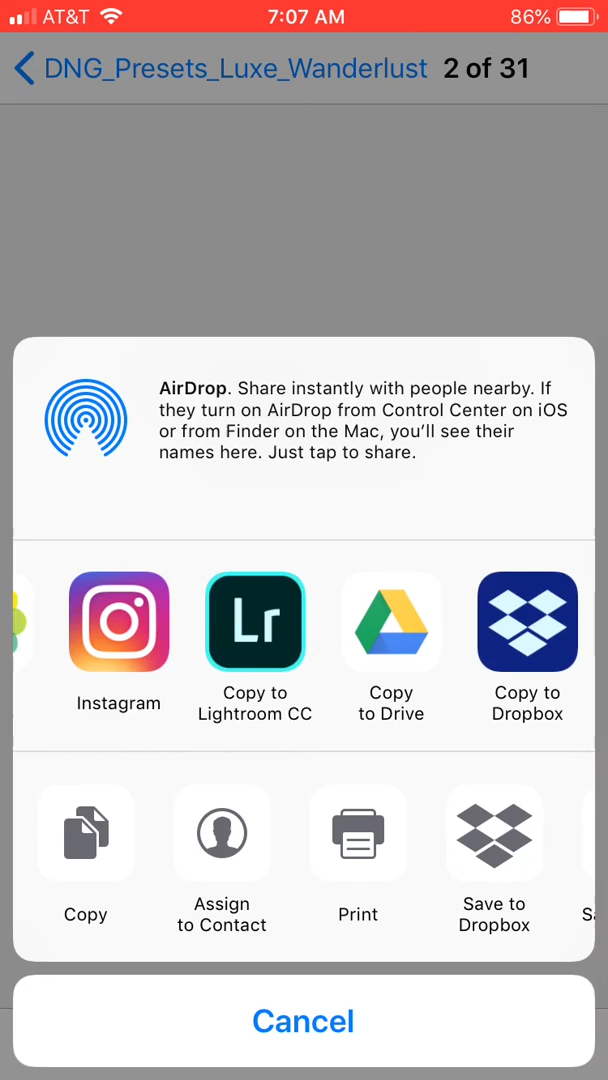 AT&T 7:07 AM 86%
DNG_Presets_Luxe_Wanderlust 2 of 31
AirDrop. Share instantly with people nearby. If
they turn on AirDrop from Control Center on iOS
or from Finder on the Mac, you’ll see their
names here. Just tap to share.
Lr
Instagram
Copy to
Lightroom CC
Copy
to Drive
Copy to
Dropbox
Copy
Assign
to Contact
Print
Save to
Dropbox
Cancel